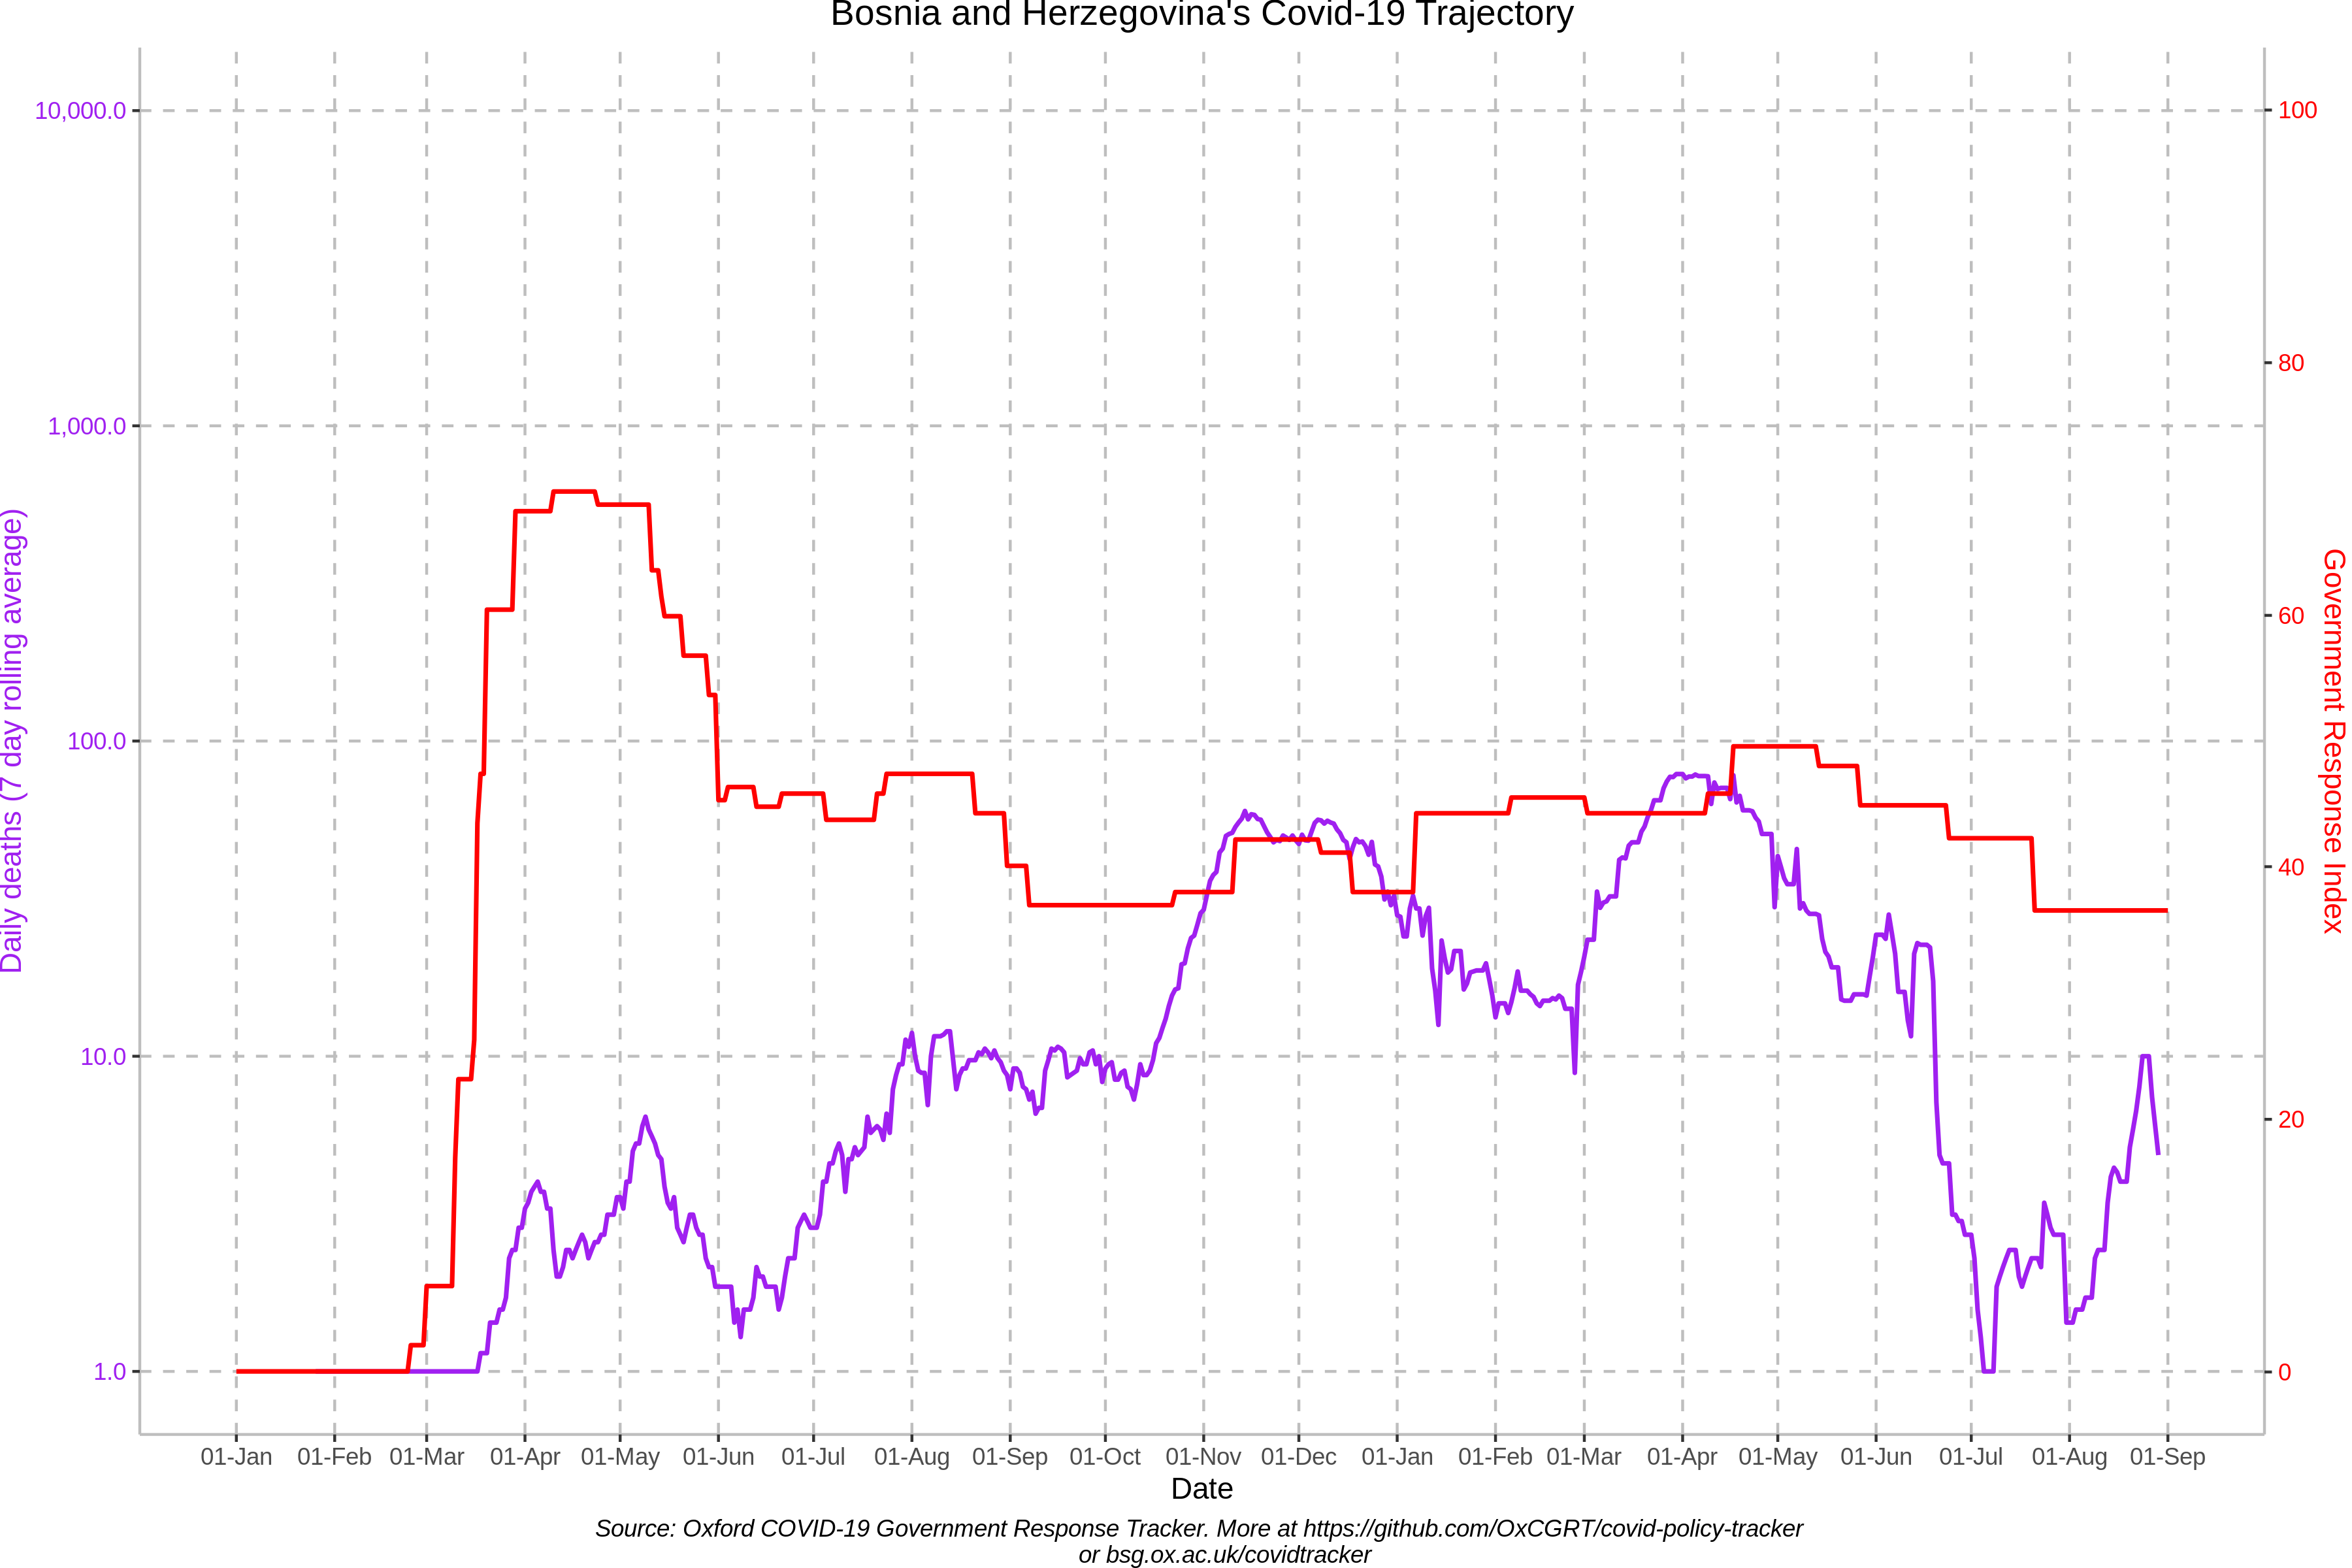 Bosnia and Herzegovina's Covid-19 Trajectory
10,000.0
1,000.0
100.0
10.0
1.0
Daily deaths (7 day rolling average)
100
80
60
40
20
0
Government Response Index
01-Jan 01-Feb 01-Mar 01-Apr 01-May 01-Jun 01-Jul 01-Aug 01-Sep 01-Oct 01-Nov 01-Dec 01-Jan 01-Feb 01-Mar 01-Apr 01-May 01-Jun 01-Jul 01-Aug 01-Sep
Date
Source: Oxford COVID-19 Government Response Tracker. More at https://github.com/OxCGRT/covid-policy-tracker
or bsg.ox.ac.uk/covidtracker